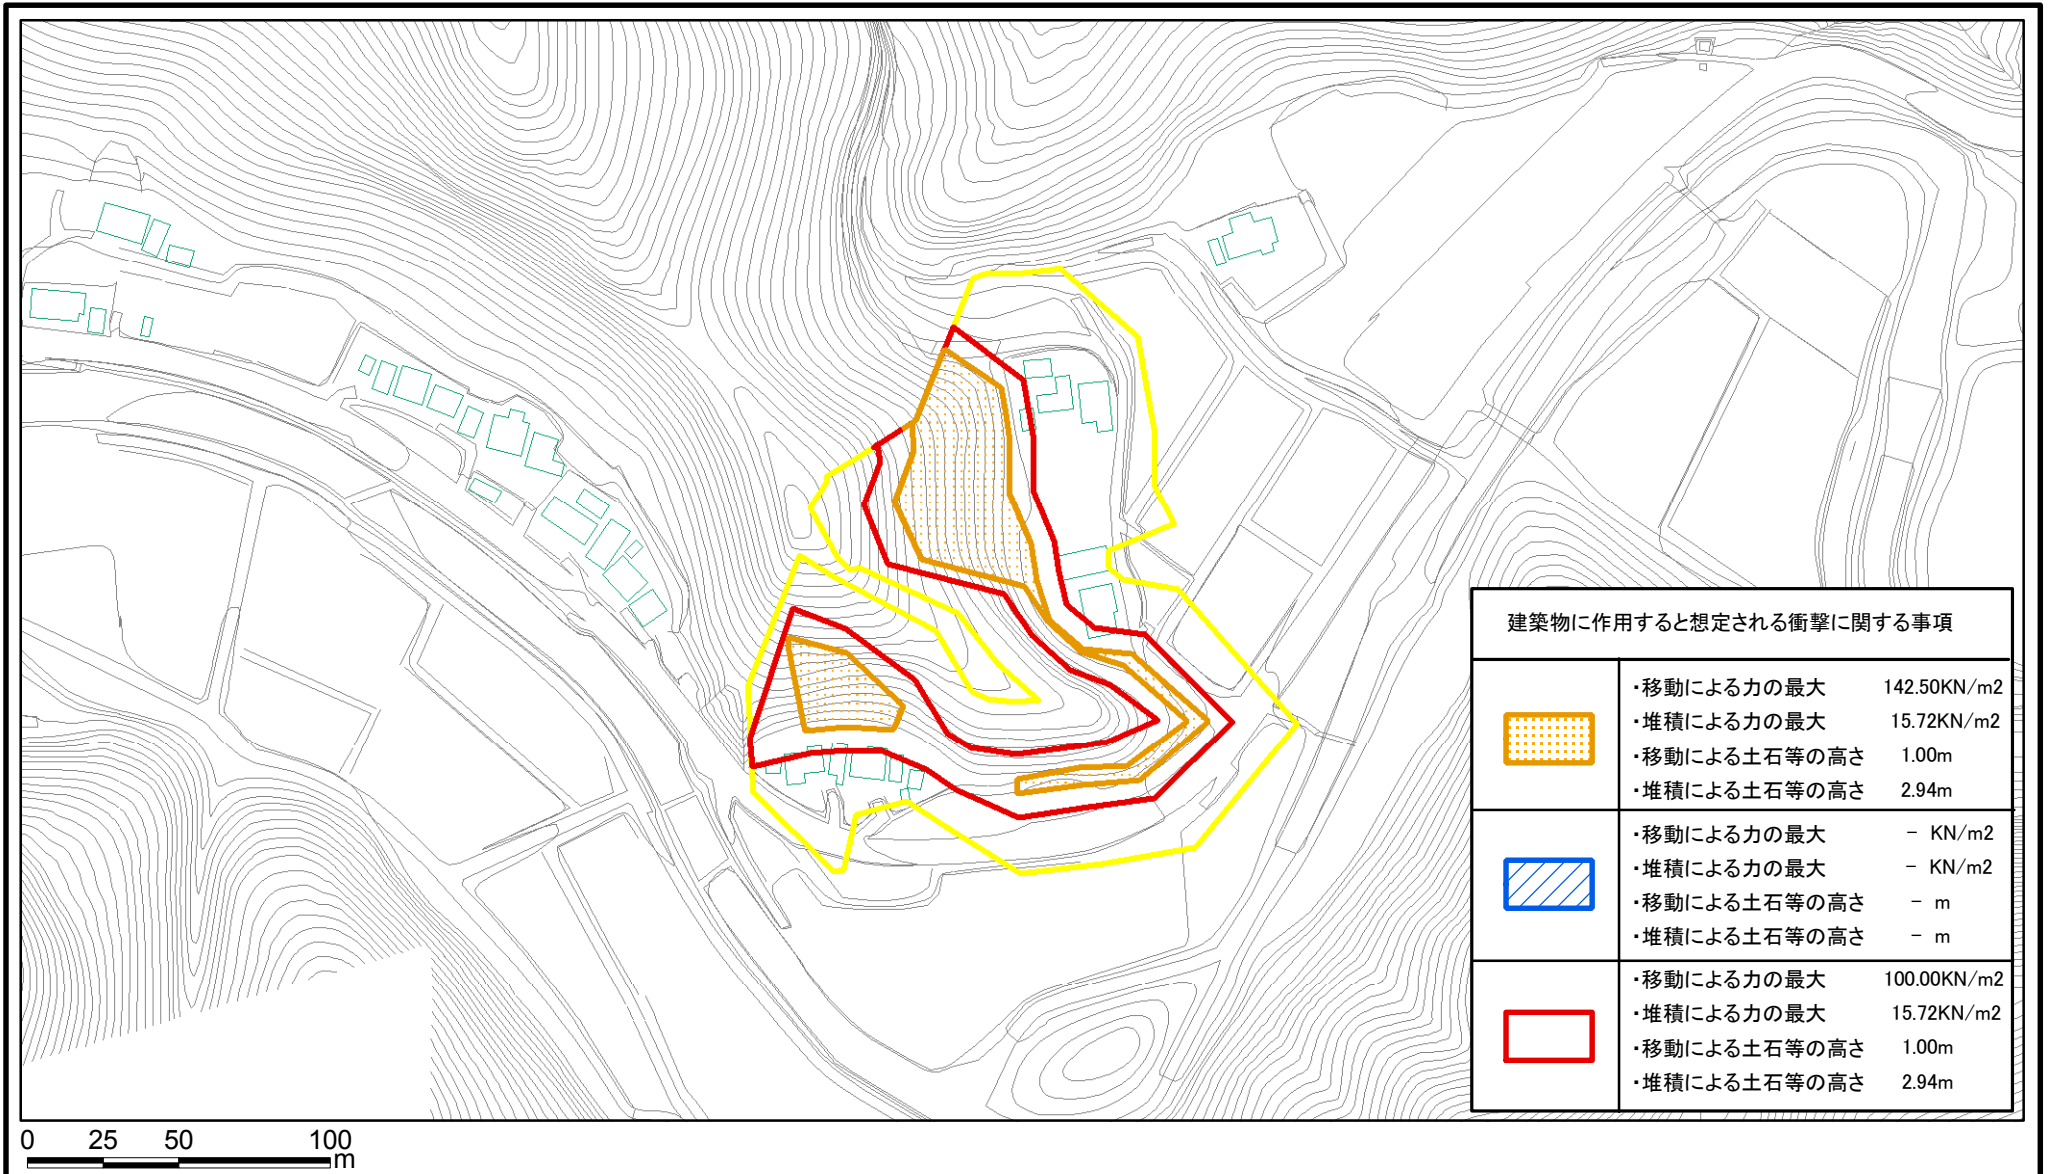 建築物に作用すると想定される衝撃に関する事項
・移動による力の最大 142.50KN/m2
・堆積による力の最大 15.72KN/m2
・移動による土石等の高さ 1.00m
・堆積による土石等の高さ 2.94m
・移動による力の最大 − KN/m2
・堆積による力の最大 − KN/m2
・移動による土石等の高さ − m
・堆積による土石等の高さ − m
・移動による力の最大 100.00KN/m2
・堆積による力の最大 15.72KN/m2
・移動による土石等の高さ 1.00m
・堆積による土石等の高さ 2.94m
0 25 50 100
m